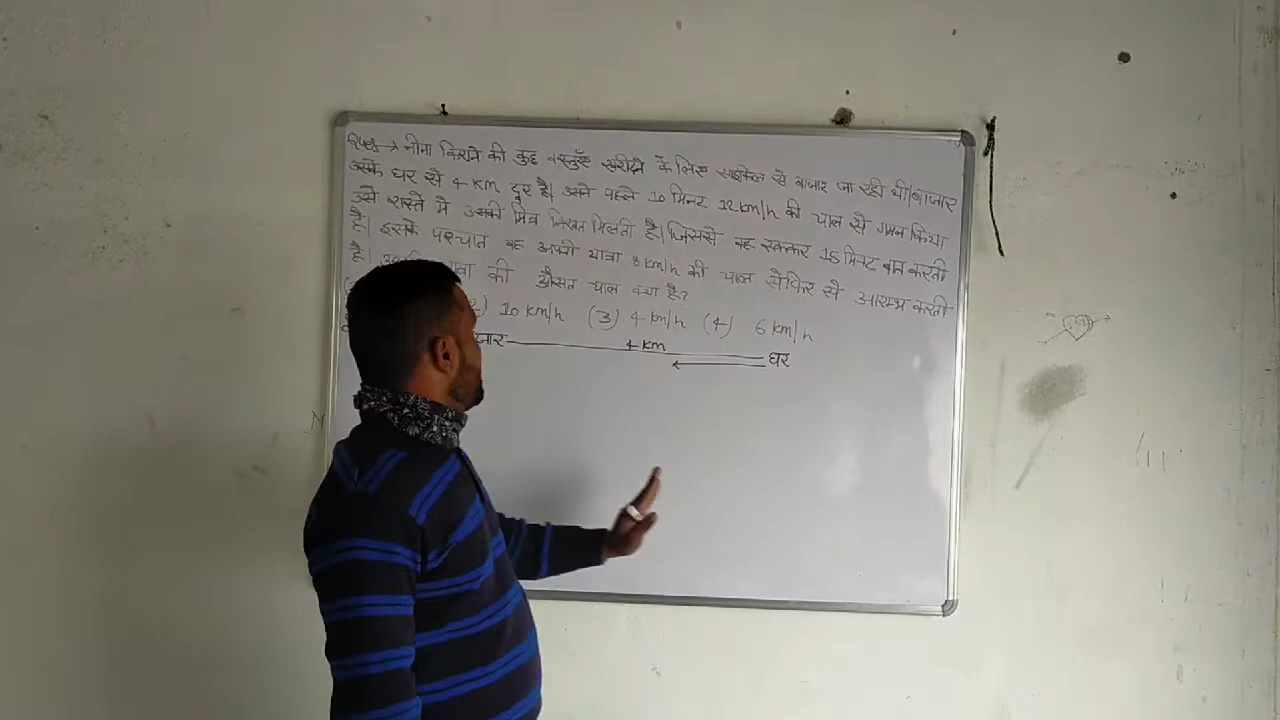 Ques → नीना किराने की कुछ वस्तुएँ खरीदने के लिए साइकिल से बाजार जा रही थी। बाजार
उसके घर से 4 KM दूर है। उसने पहले 10 मिनट 12 km/h की चाल से गमन किया
उसे रास्ते में उसकी मित्र मिलती है। जिससे वह रुककर 15 मिनट बात करती
है। इसके पश्चात वह अपनी यात्रा 8 km/h की चाल से फिर से आरम्भ करती
है। यात्रा की औसत चाल क्या है?
2) 10 km/h (3) 4 km/h (4) 6 km/h
4 KM घर